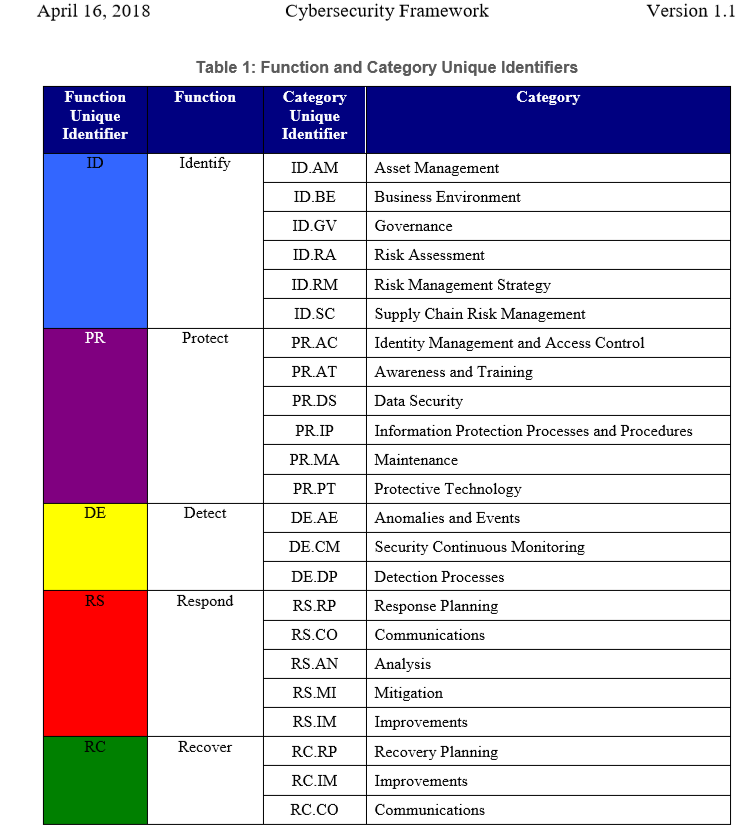 April 16, 2018 Cybersecurity Framework Version 1.1
Table 1: Function and Category Unique Identifiers
Function Unique Identifier Function Category Unique Identifier Category
ID Identify ID.AM Asset Management
ID.BE Business Environment
ID.GV Governance
ID.RA Risk Assessment
ID.RM Risk Management Strategy
ID.SC Supply Chain Risk Management
PR Protect PR.AC Identity Management and Access Control
PR.AT Awareness and Training
PR.DS Data Security
PR.IP Information Protection Processes and Procedures
PR.MA Maintenance
PR.PT Protective Technology
DE Detect DE.AE Anomalies and Events
DE.CM Security Continuous Monitoring
DE.DP Detection Processes
RS Respond RS.RP Response Planning
RS.CO Communications
RS.AN Analysis
RS.MI Mitigation
RS.IM Improvements
RC Recover RC.RP Recovery Planning
RC.IM Improvements
RC.CO Communications